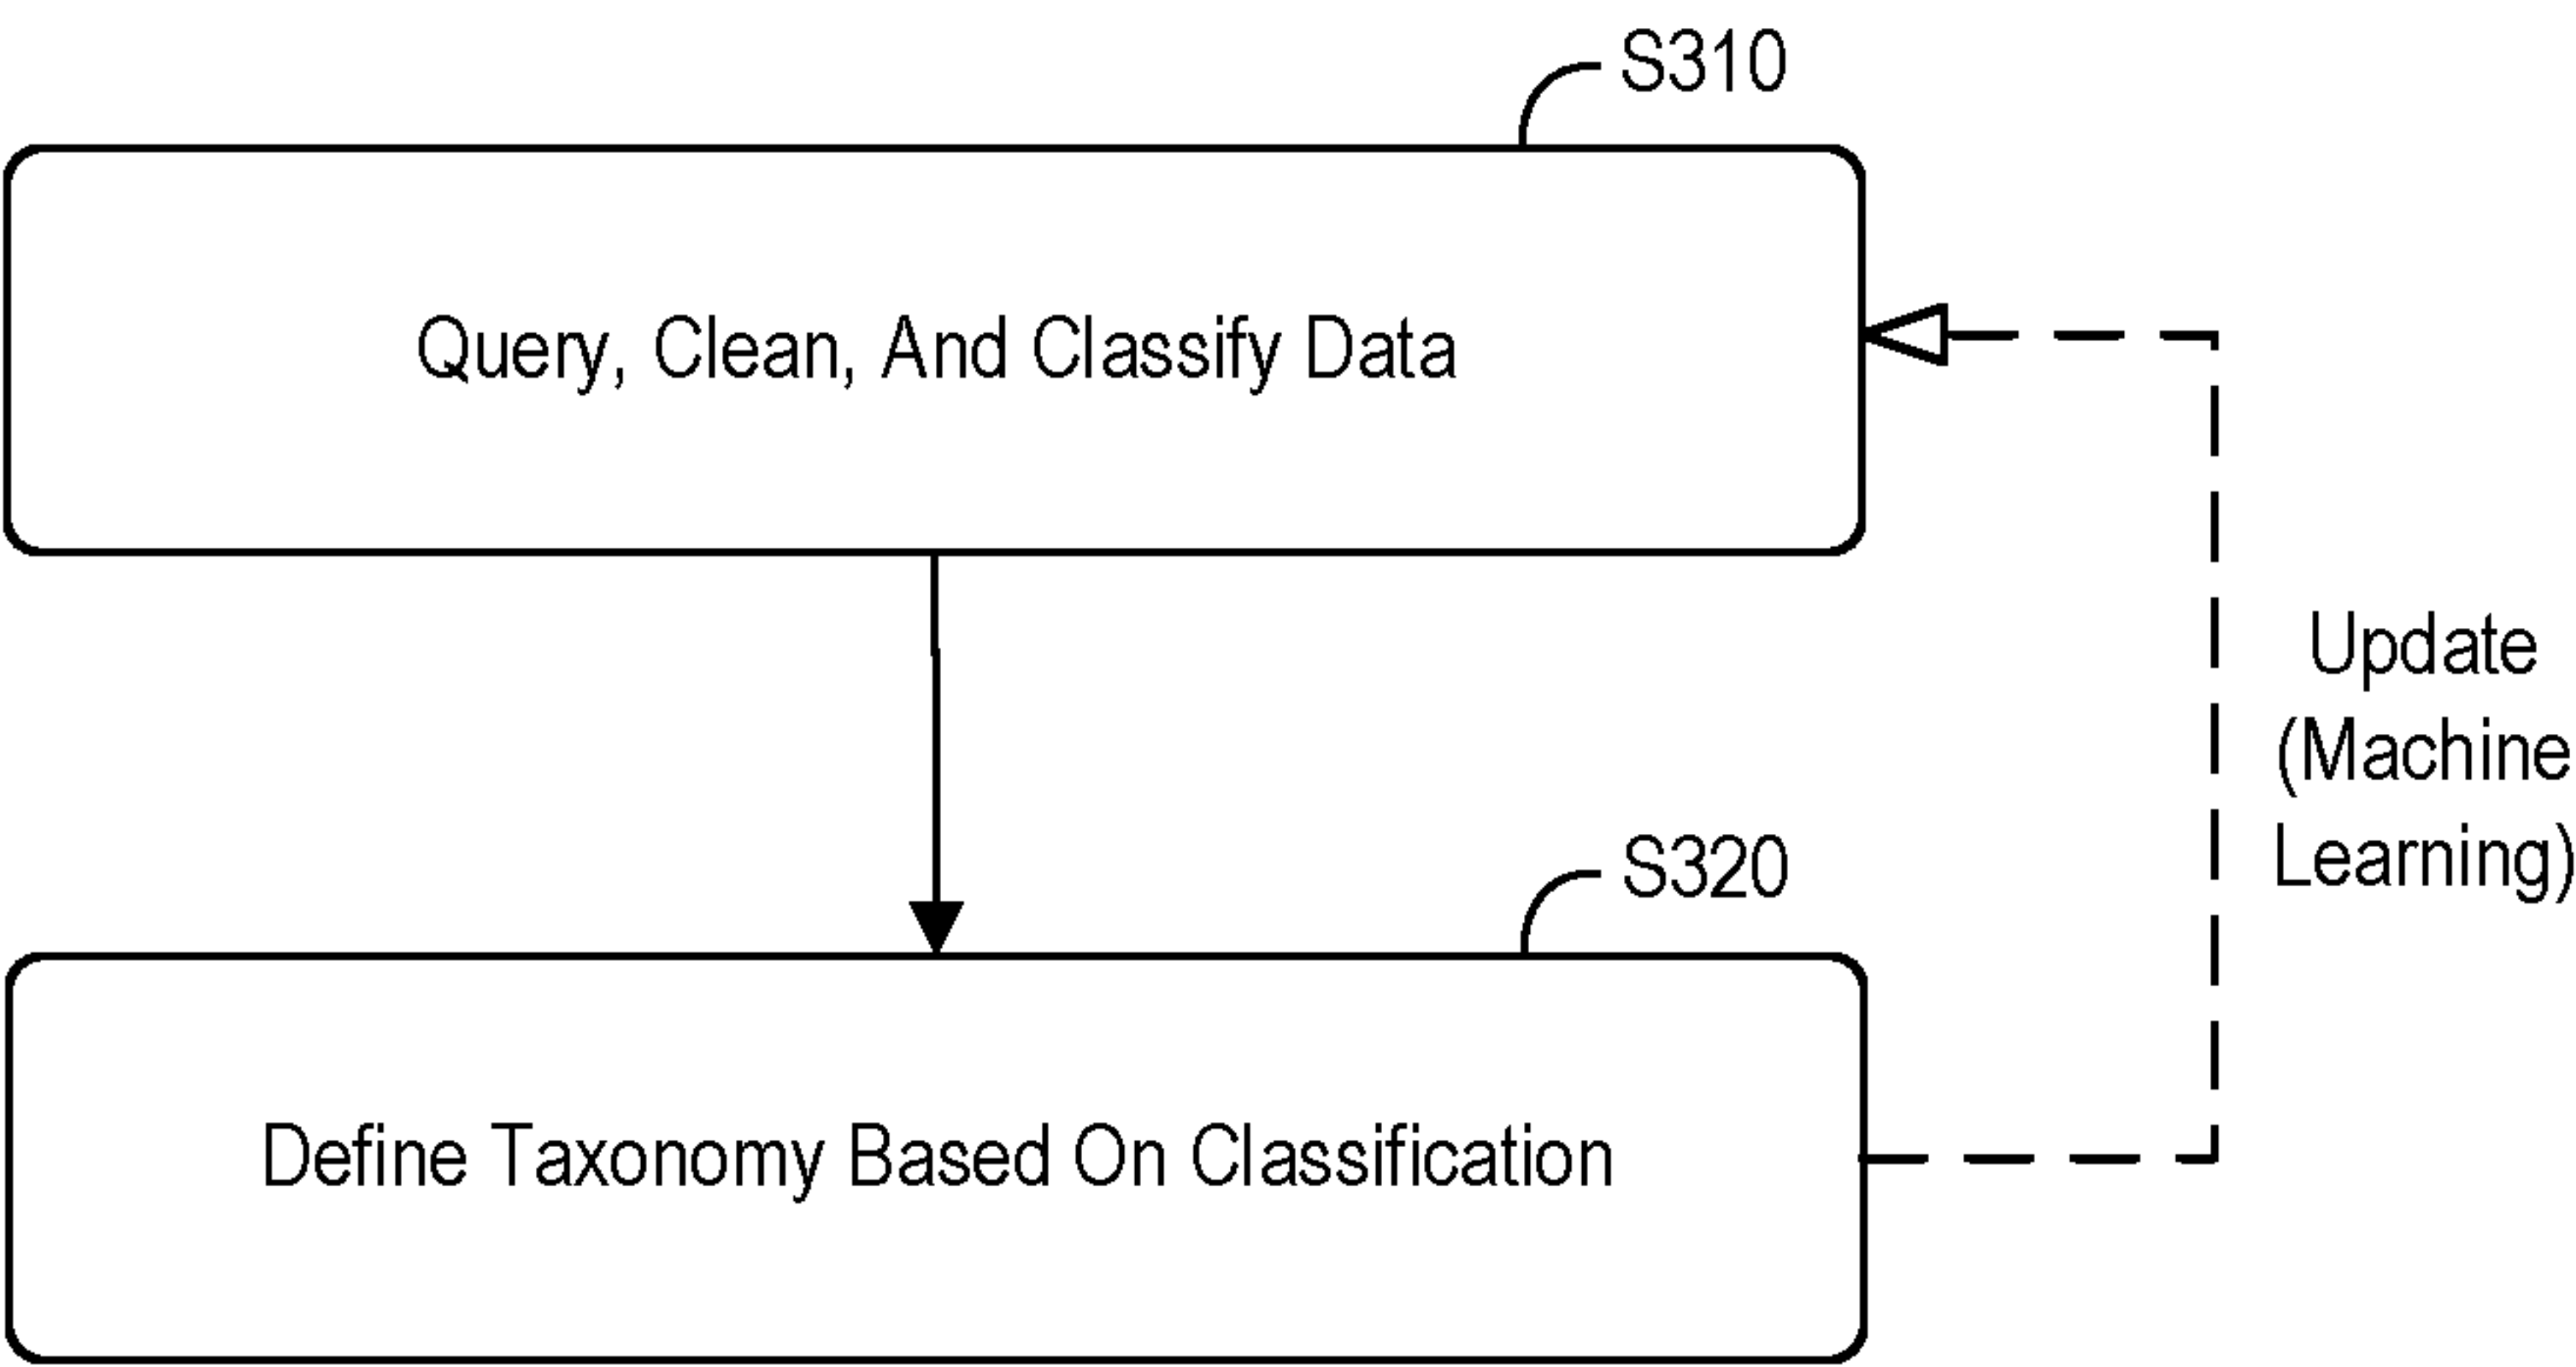 S310
Query, Clean, And Classify Data
Update
(Machine
Learning)
S320
Define Taxonomy Based On Classification